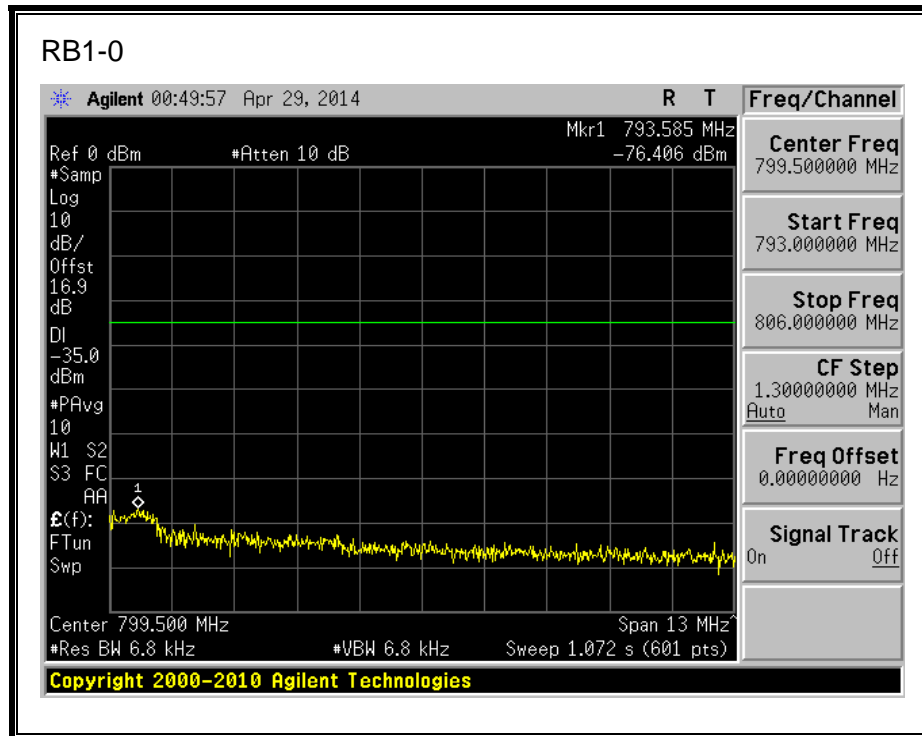 RB1-0
Agilent 00:49:57 Apr 29, 2014 R T
Mkr1 793.585 MHz
Ref 0 dBm #Atten 10 dB -76.406 dBm
#Samp
Log
10
dB/
Offst
16.9
dB
DI
-35.0
dBm
#PAvg
10
W1 S2
S3 FC
AA
£(f):
FTun
Swp
1
Center 799.500 MHz Span 13 MHz^
#Res BW 6.8 kHz #VBW 6.8 kHz Sweep 1.072 s (601 pts)
Copyright 2000-2010 Agilent Technologies
Freq/Channel
Center Freq
799.500000 MHz
Start Freq
793.000000 MHz
Stop Freq
806.000000 MHz
CF Step
1.30000000 MHz
Auto Man
Freq Offset
0.00000000 Hz
Signal Track
On Off